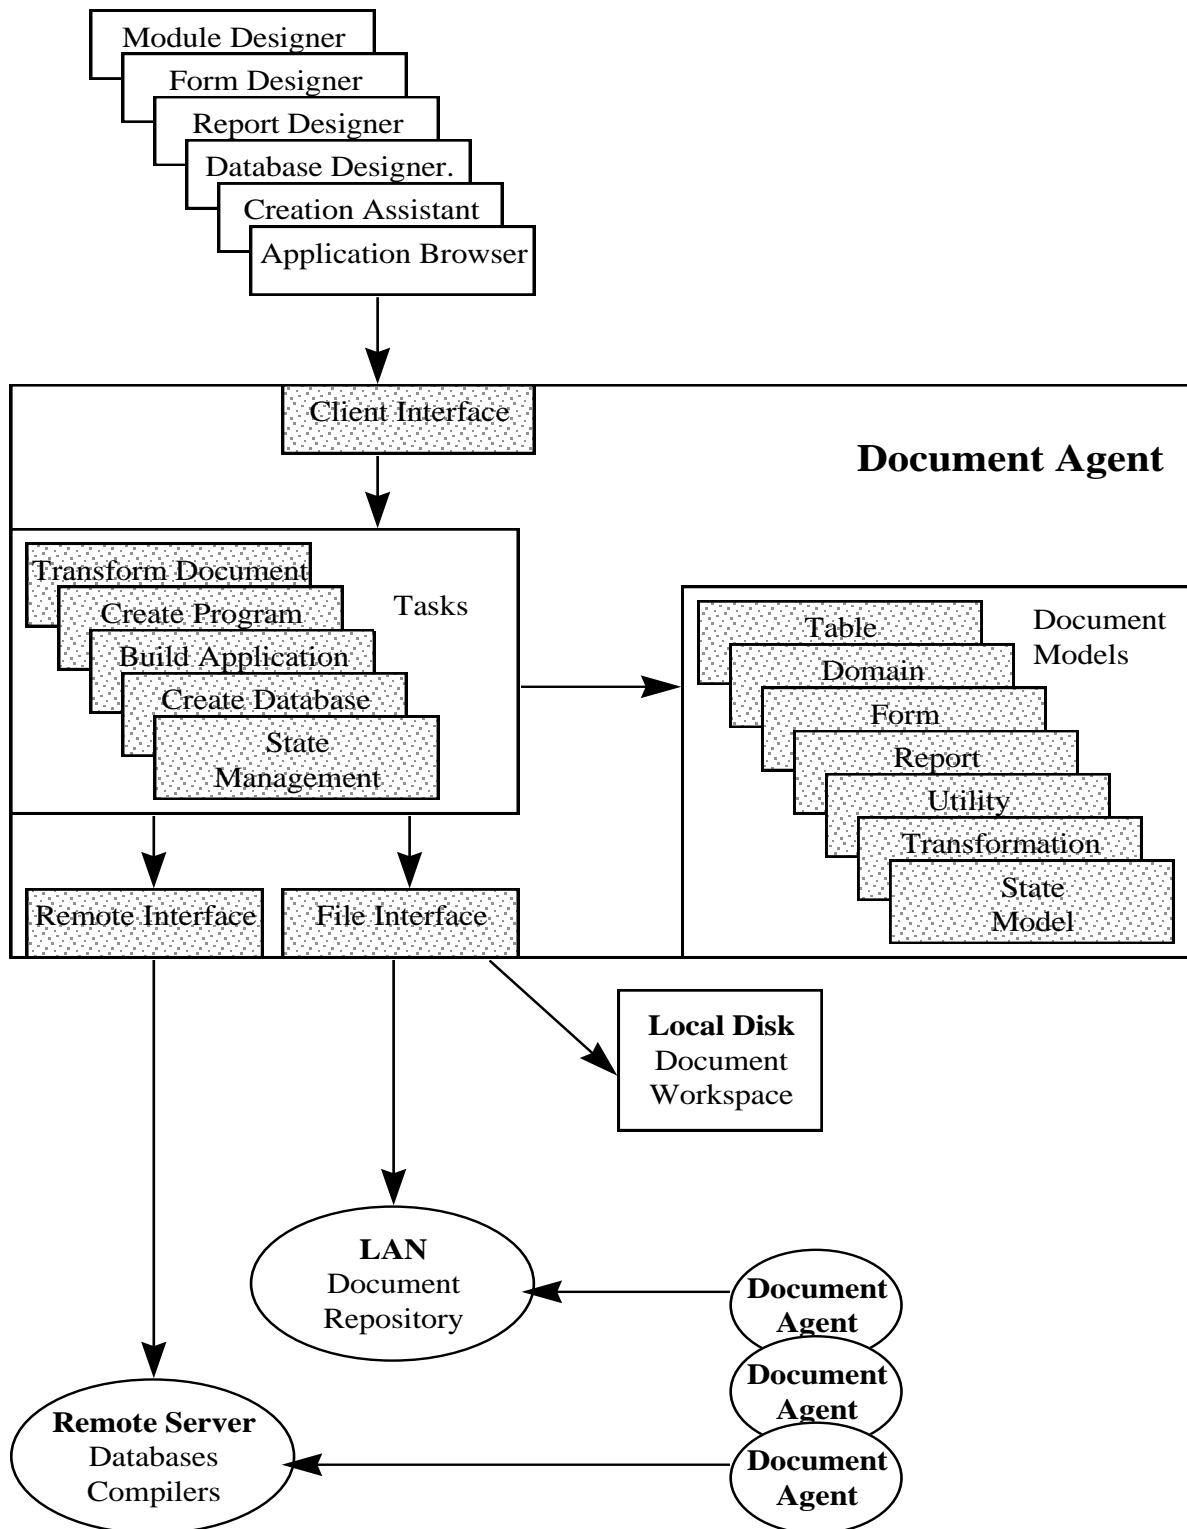 Module Designer
Form Designer
Report Designer
Database Designer.
Creation Assistant
Application Browser
Client Interface
Document Agent
Transform Document
Create Program
Build Application
Create Database
State
Management
Tasks
Table
Domain
Form
Report
Utility
Transformation
State
Model
Document
Models
Remote Interface
File Interface
Local Disk
Document
Workspace
LAN
Document
Repository
Document
Agent
Document
Agent
Document
Agent
Remote Server
Databases
Compilers